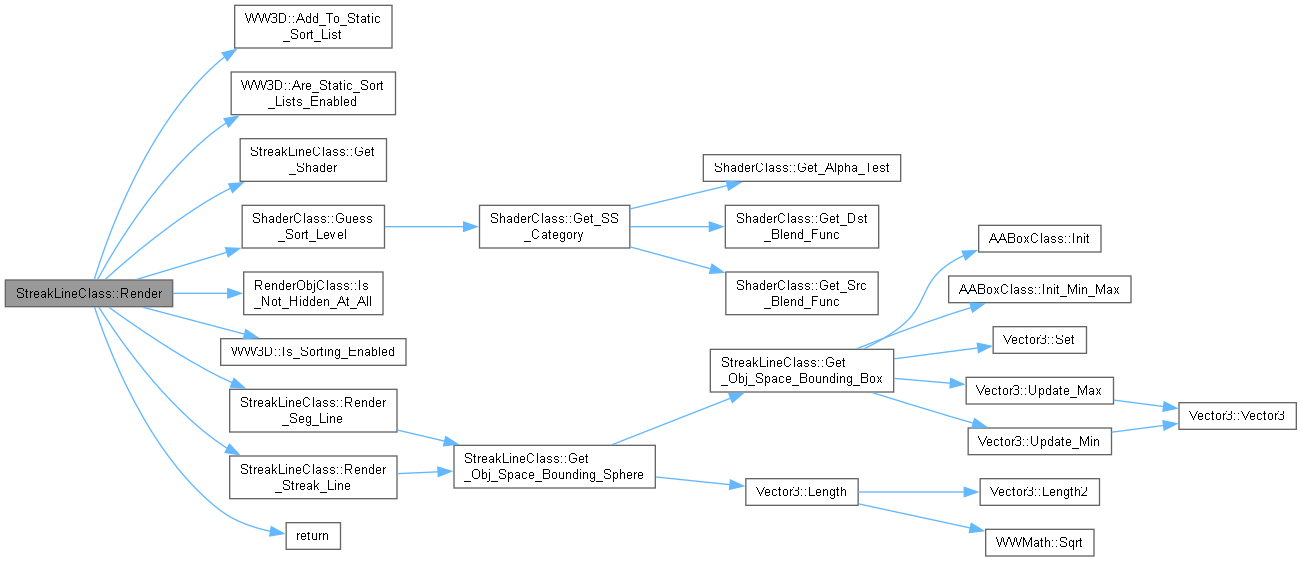 WW3D::Add_To_Static
_Sort_List
WW3D::Are_Static_Sort
_Lists_Enabled
StreakLineClass::Get
_Shader
ShaderClass::Guess
_Sort_Level
RenderObjClass::Is
_Not_Hidden_At_All
WW3D::Is_Sorting_Enabled
StreakLineClass::Render
_Seg_Line
StreakLineClass::Render
_Streak_Line
return
StreakLineClass::Render
ShaderClass::Get_SS
_Category
StreakLineClass::Get
_Obj_Space_Bounding_Sphere
ShaderClass::Get_Alpha_Test
ShaderClass::Get_Dst
_Blend_Func
ShaderClass::Get_Src
_Blend_Func
StreakLineClass::Get
_Obj_Space_Bounding_Box
Vector3::Length
AABoxClass::Init
AABoxClass::Init_Min_Max
Vector3::Set
Vector3::Update_Max
Vector3::Update_Min
Vector3::Length2
WWMath::Sqrt
Vector3::Vector3